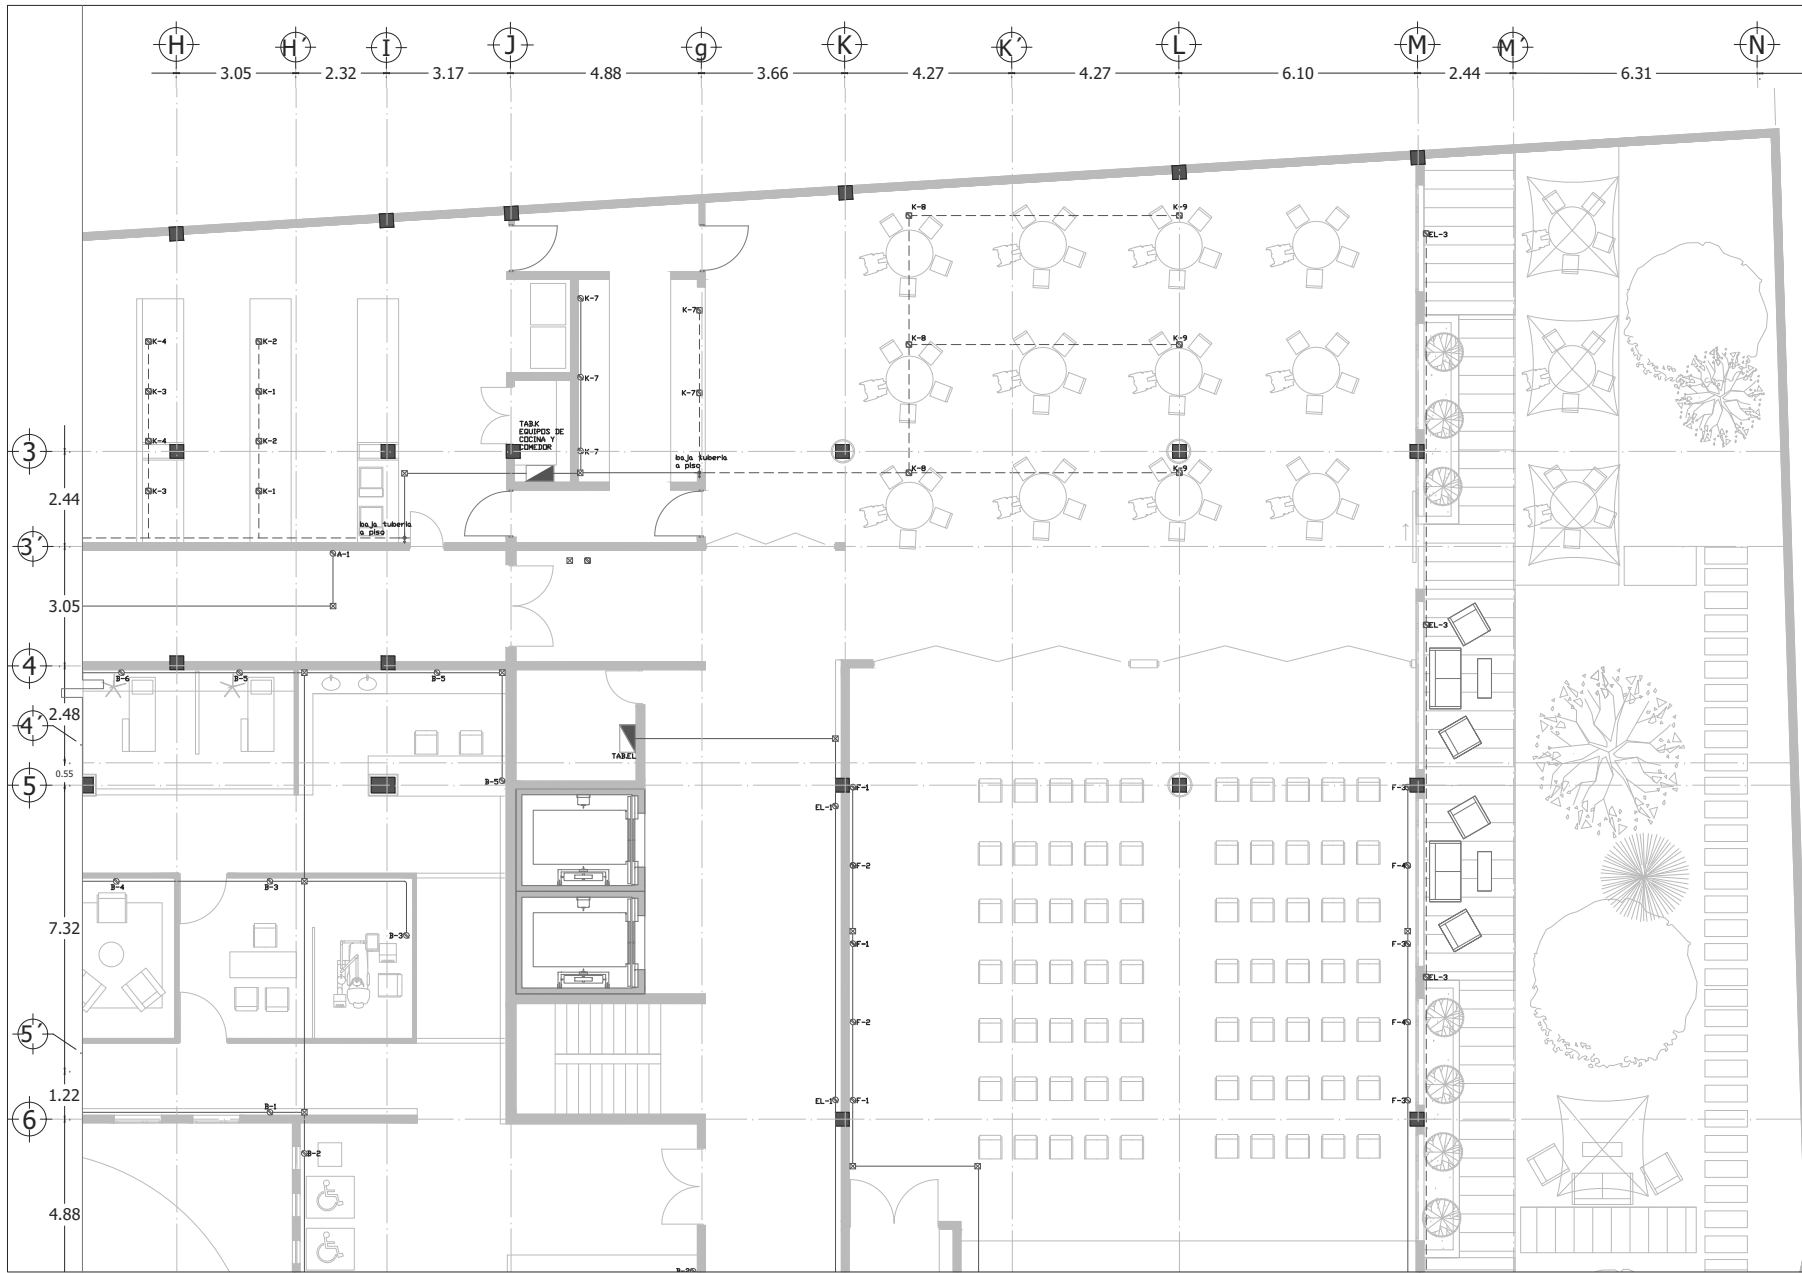 H H´ I J g K K´ L M M´ N
3.05 2.32 3.17 4.88 3.66 4.27 4.27 6.10 2.44 6.31
K-8 K-9
EL-3
K-7
K-7
K-4 K-2 K-8 K-9
K-7
K-3 K-1 K-7
TAB.K
EQUIPOS DE
COCINA Y
COMEDOR
K-4 K-2
3
K-7
baja tuberia
a piso
K-8 K-9
K-3 K-1
2.44
baja tuberia
a piso
3'
A-1
3.05
EL-3
4
B-6 B-5 B-5
2.48
4'
TAB.EL
0.55
5
B-5 F-1 F-3
EL-1
F-2 F-4
B-4 B-3
7.32
B-3 F-1 F-3
EL-3
F-2 F-4
5'
1.22
B-1 EL-1 F-1 F-3
6
B-2
4.88
B-2